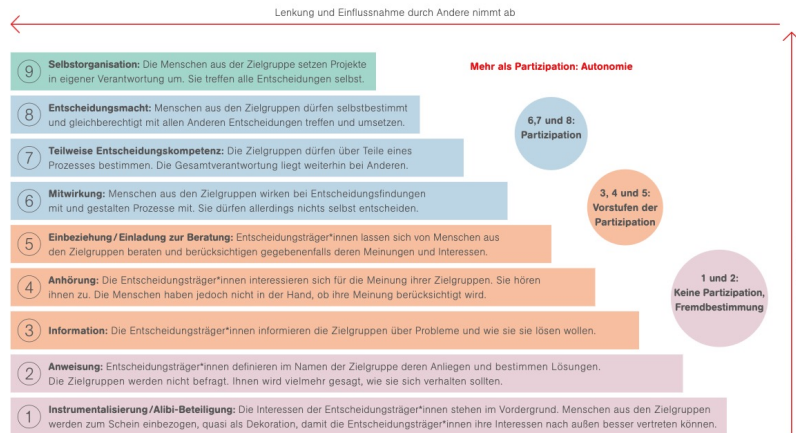 Lenkung und Einflussnahme durch Andere nimmt ab
9 Selbstorganisation: Die Menschen aus der Zielgruppe setzen Projekte
in eigener Verantwortung um. Sie treffen alle Entscheidungen selbst.
Mehr als Partizipation: Autonomie
8 Entscheidungsmacht: Menschen aus den Zielgruppen dürfen selbstbestimmt
und gleichberechtigt mit allen Anderen Entscheidungen treffen und umsetzen.
6,7 und 8:
Partizipation
7 Teilweise Entscheidungskompetenz: Die Zielgruppen dürfen über Teile eines
Prozesses bestimmen. Die Gesamtverantwortung liegt weiterhin bei Anderen.
6 Mitwirkung: Menschen aus den Zielgruppen wirken bei Entscheidungsfindungen
mit und gestalten Prozesse mit. Sie dürfen allerdings nichts selbst entscheiden.
3, 4 und 5:
Vorstufen der
Partizipation
5 Einbeziehung/Einladung zur Beratung: Entscheidungsträger*innen lassen sich von Menschen aus
den Zielgruppen beraten und berücksichtigen gegebenenfalls deren Meinungen und Interessen.
4 Anhörung: Die Entscheidungsträger*innen interessieren sich für die Meinung ihrer Zielgruppen. Sie hören
ihnen zu. Die Menschen haben jedoch nicht in der Hand, ob ihre Meinung berücksichtigt wird.
1 und 2:
Keine Partizipation,
Fremdbestimmung
3 Information: Die Entscheidungsträger*innen informieren die Zielgruppen über Probleme und wie sie sie lösen wollen.
2 Anweisung: Entscheidungsträger*innen definieren im Namen der Zielgruppe deren Anliegen und bestimmen Lösungen.
Die Zielgruppen werden nicht befragt. Ihnen wird vielmehr gesagt, wie sie sich verhalten sollten.
1 Instrumentalisierung/Alibi-Beteiligung: Die Interessen der Entscheidungsträger*innen stehen im Vordergrund. Menschen aus den Zielgruppen
werden zum Schein einbezogen, quasi als Dekoration, damit die Entscheidungsträger*innen ihre Interessen nach außen besser vertreten können.